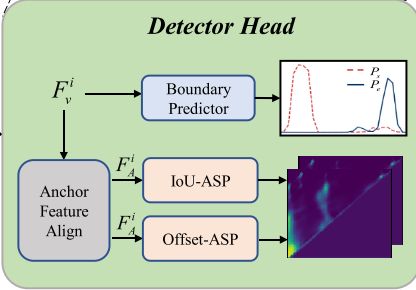 Detector Head
F_v^i
Boundary
Predictor
P_s
P_e
Anchor
Feature
Align
F_A^i
IoU-ASP
F_A^i
Offset-ASP